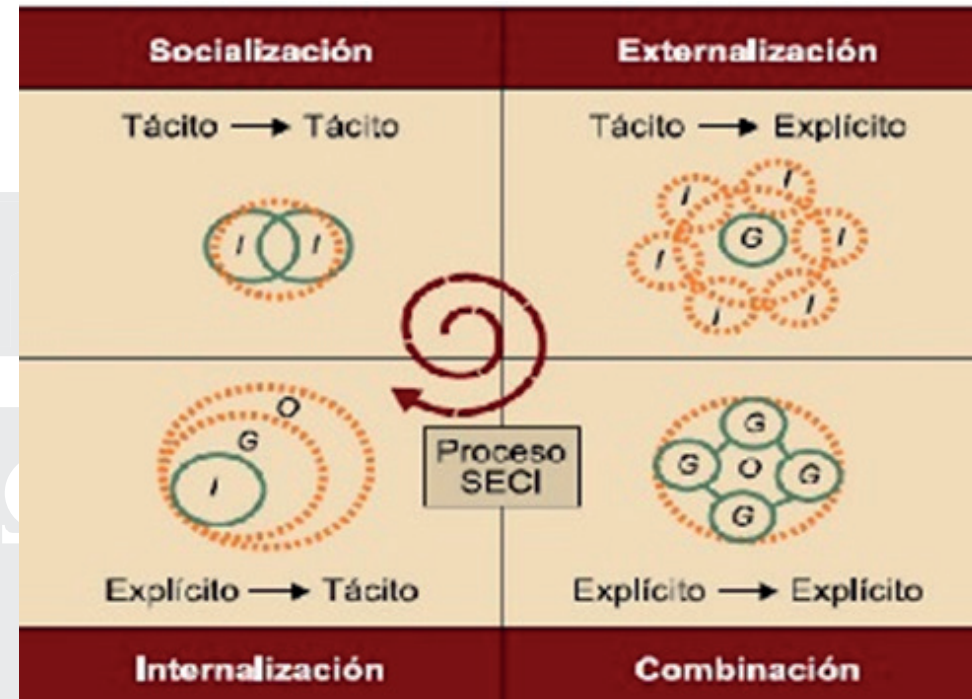 Socialización
Externalización
Tácito → Tácito
Tácito → Explícito
I I
I
I
G
I
I
I
I
O
G
I
Proceso
SECI
G
G O G
G
Explícito → Tácito
Explícito → Explícito
Internalización
Combinación